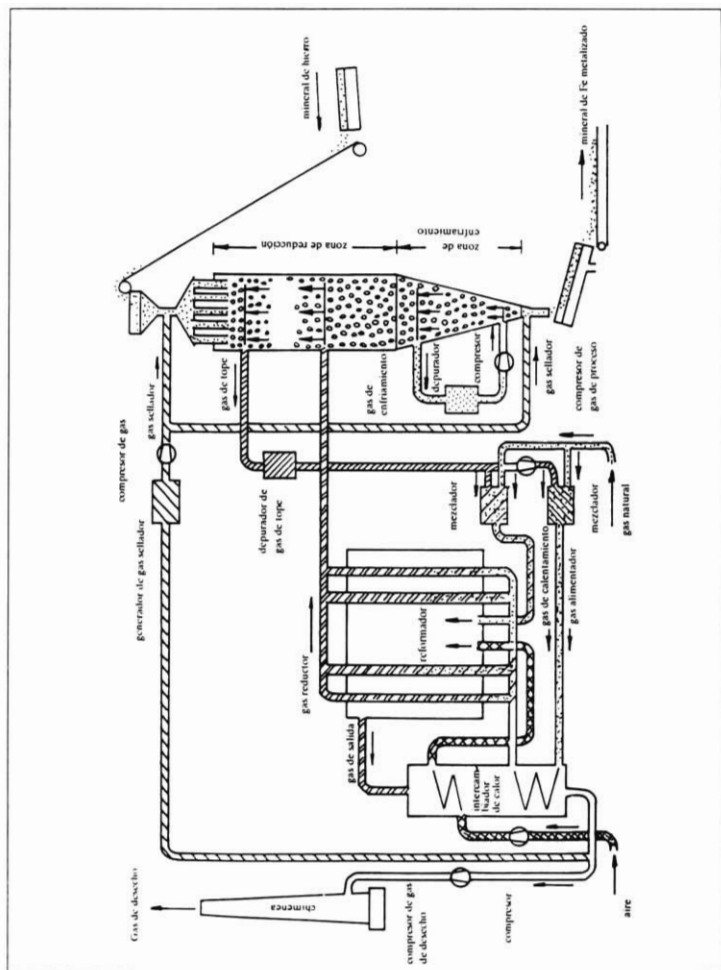 mineral de hierro
mineral de Fe metalizado
zona de reducción
zona de
enfriamiento
gas sellador
compresor de gas
generador de gas sellador
gas de tope
depurador de
gas de tope
gas de
enfriamiento
depurador
compresor
gas sellador
compresor de
gas de proceso
mezclador
mezclador
gas natural
gas de calentamiento
gas alimentador
gas reductor
reformador
gas de salida
intercam-
biador
de calor
Gas de desecho
chimenea
compresor de gas
de desecho
compresor
aire